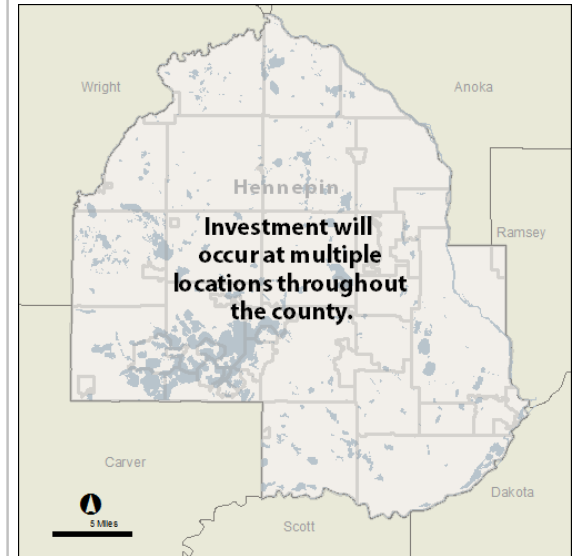 Wright
Anoka
Hennepin
Investment will
occur at multiple
locations throughout
the county.
Ramsey
Carver
Dakota
Scott
5 Miles